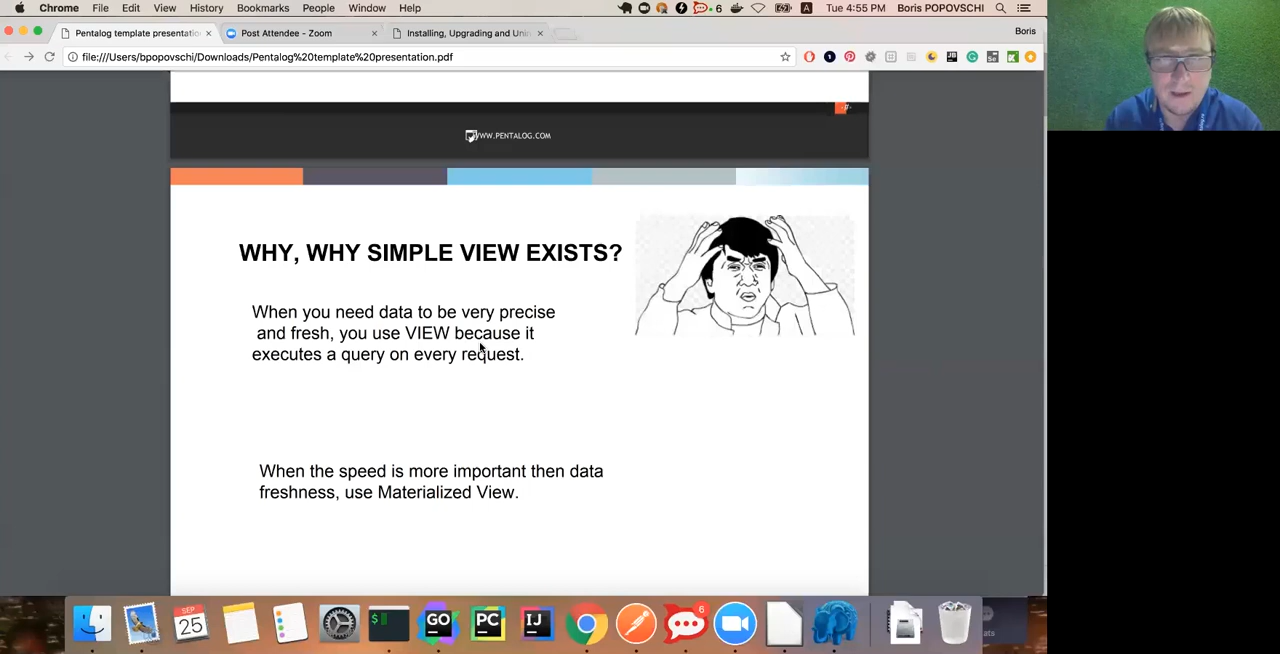 Chrome File Edit View History Bookmarks People Window Help 6 A Tue 4:55 PM Boris POPOVSCHI
Pentalog template presentatio Post Attendee - Zoom Installing, Upgrading and Unin Boris
file:///Users/bpopovschi/Downloads/Pentalog%20template%20presentation.pdf
WWW.PENTALOG.COM
WHY, WHY SIMPLE VIEW EXISTS?
When you need data to be very precise
and fresh, you use VIEW because it
executes a query on every request.
When the speed is more important then data
freshness, use Materialized View.
SEP
25
$
GO
PC
IJ
6